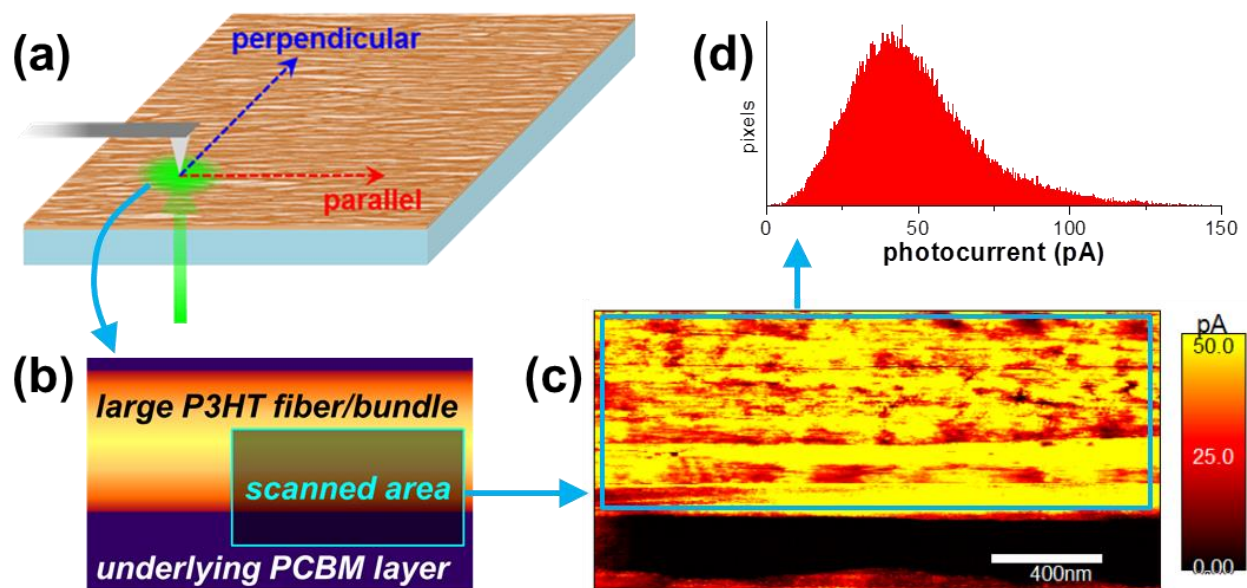 (a)
perpendicular
parallel
(d)
pixels
0
50
100
150
photocurrent (pA)
(b)
large P3HT fiber/bundle
scanned area
underlying PCBM layer
(c)
400nm
pA
50.0
25.0
0.00